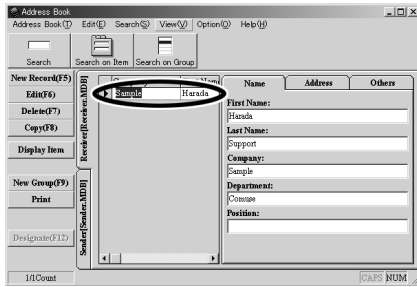 Address Book
Address Book(T) Edit(E) Search(S) View(V) Option(O) Help(H)
Search Search on Item Search on Group
New Record(F5)
Edit(F6)
Delete(F7)
Copy(F8)
Display Item
New Group(F9)
Print
Designate(F12)
Receiver[Receiver.MDB]
Sender[Sender.MDB]
Sample Harada
Name Address Others
First Name:
Harada
Last Name:
Support
Company:
Sample
Department:
Comuse
Position:
1/1Count CAPS NUM